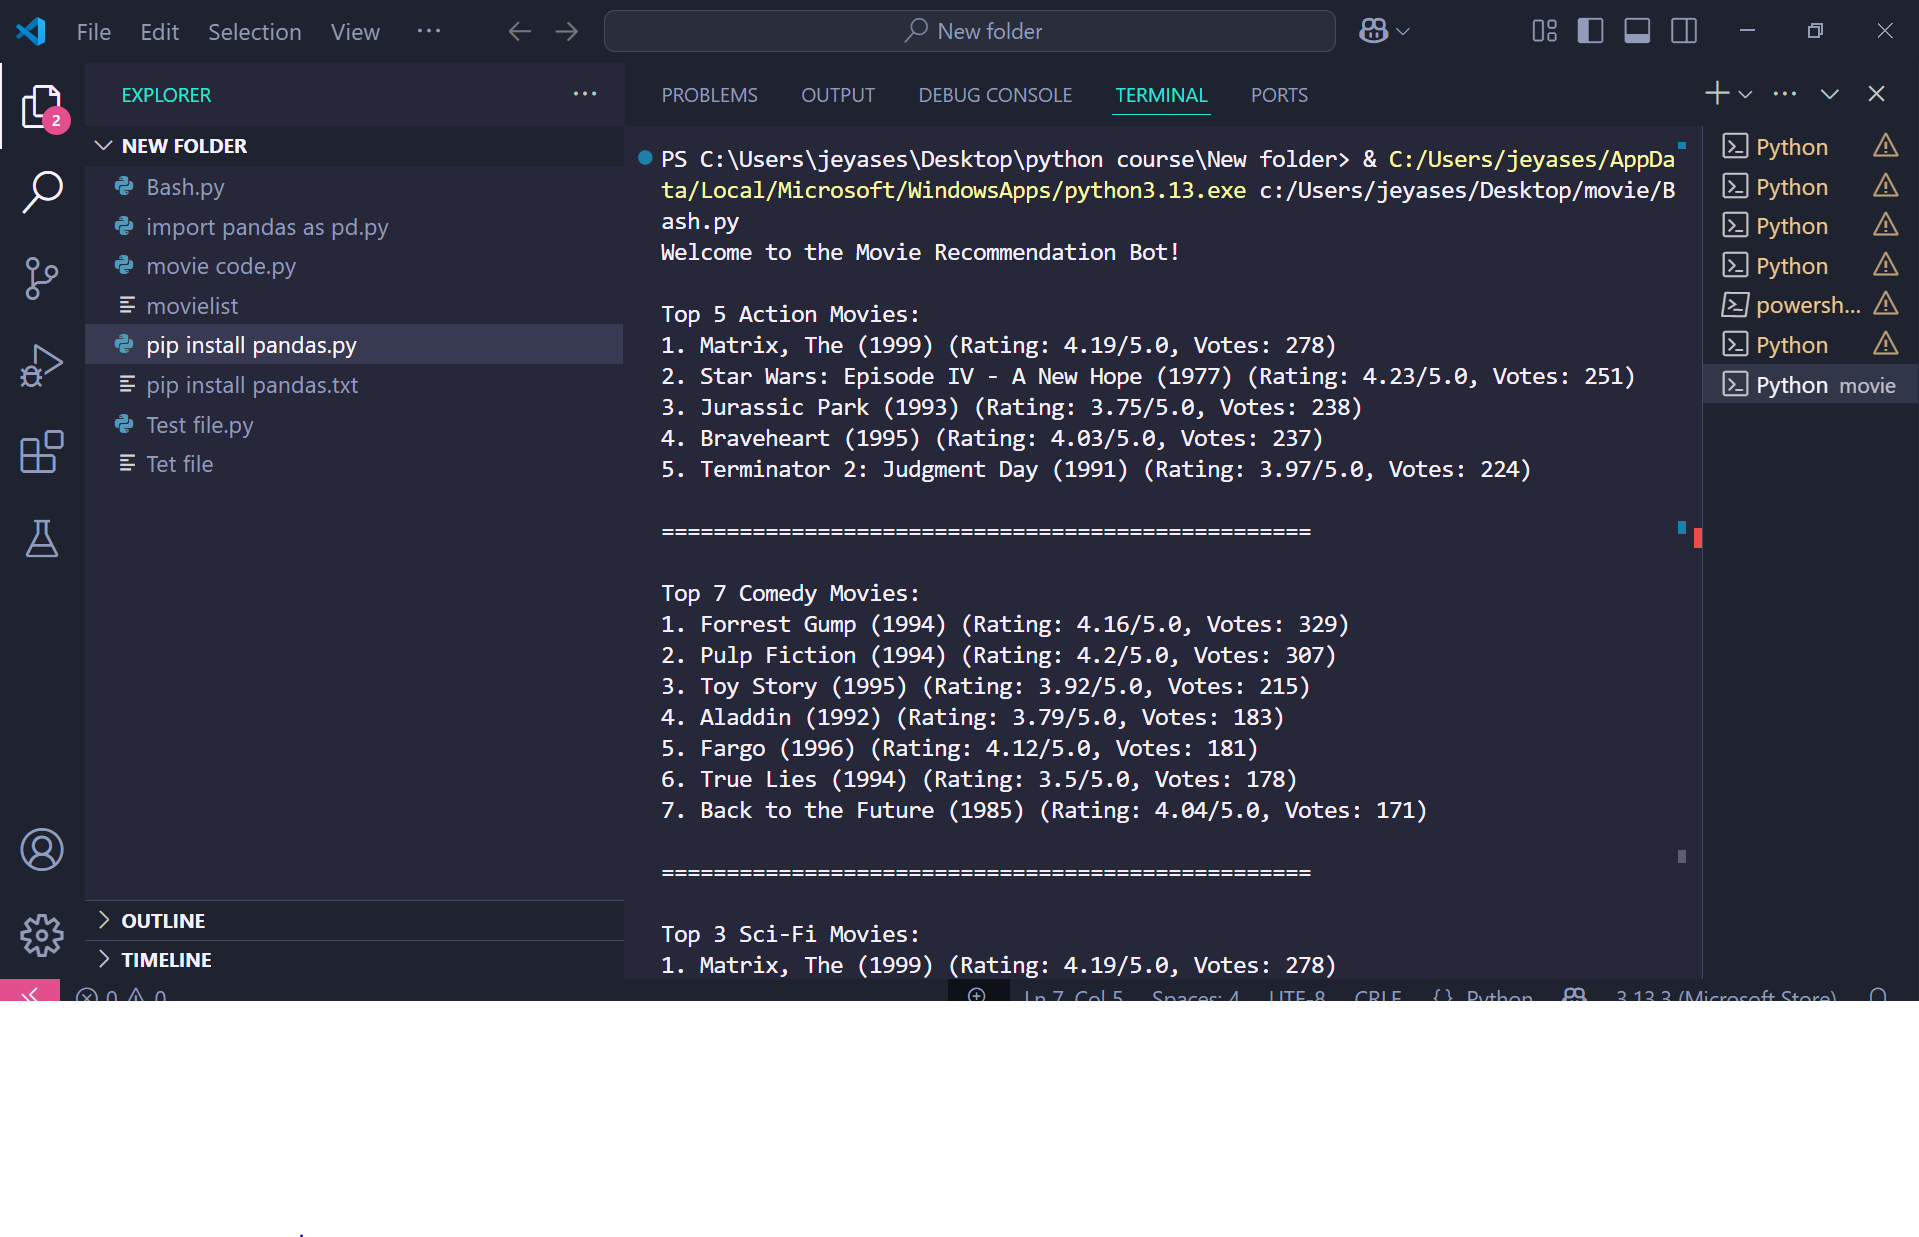 File Edit Selection View ...
New folder
EXPLORER
2
NEW FOLDER
Bash.py
import pandas as pd.py
movie code.py
movielist
pip install pandas.py
pip install pandas.txt
Test file.py
Tet file
OUTLINE
TIMELINE
PROBLEMS OUTPUT DEBUG CONSOLE TERMINAL PORTS
PS C:\Users\jeyases\Desktop\python course\New folder> & C:/Users/jeyases/AppDa
ta/Local/Microsoft/WindowsApps/python3.13.exe c:/Users/jeyases/Desktop/movie/B
ash.py
Welcome to the Movie Recommendation Bot!
Top 5 Action Movies:
1. Matrix, The (1999) (Rating: 4.19/5.0, Votes: 278)
2. Star Wars: Episode IV - A New Hope (1977) (Rating: 4.23/5.0, Votes: 251)
3. Jurassic Park (1993) (Rating: 3.75/5.0, Votes: 238)
4. Braveheart (1995) (Rating: 4.03/5.0, Votes: 237)
5. Terminator 2: Judgment Day (1991) (Rating: 3.97/5.0, Votes: 224)
==================================================
Top 7 Comedy Movies:
1. Forrest Gump (1994) (Rating: 4.16/5.0, Votes: 329)
2. Pulp Fiction (1994) (Rating: 4.2/5.0, Votes: 307)
3. Toy Story (1995) (Rating: 3.92/5.0, Votes: 215)
4. Aladdin (1992) (Rating: 3.79/5.0, Votes: 183)
5. Fargo (1996) (Rating: 4.12/5.0, Votes: 181)
6. True Lies (1994) (Rating: 3.5/5.0, Votes: 178)
7. Back to the Future (1985) (Rating: 4.04/5.0, Votes: 171)
==================================================
Top 3 Sci-Fi Movies:
1. Matrix, The (1999) (Rating: 4.19/5.0, Votes: 278)
Python
Python
Python
Python
powersh...
Python
Python movie
0 0 Ln 7, Col 5 Spaces: 4 UTF-8 CRLF {} Python 3.13.3 (Microsoft Store)